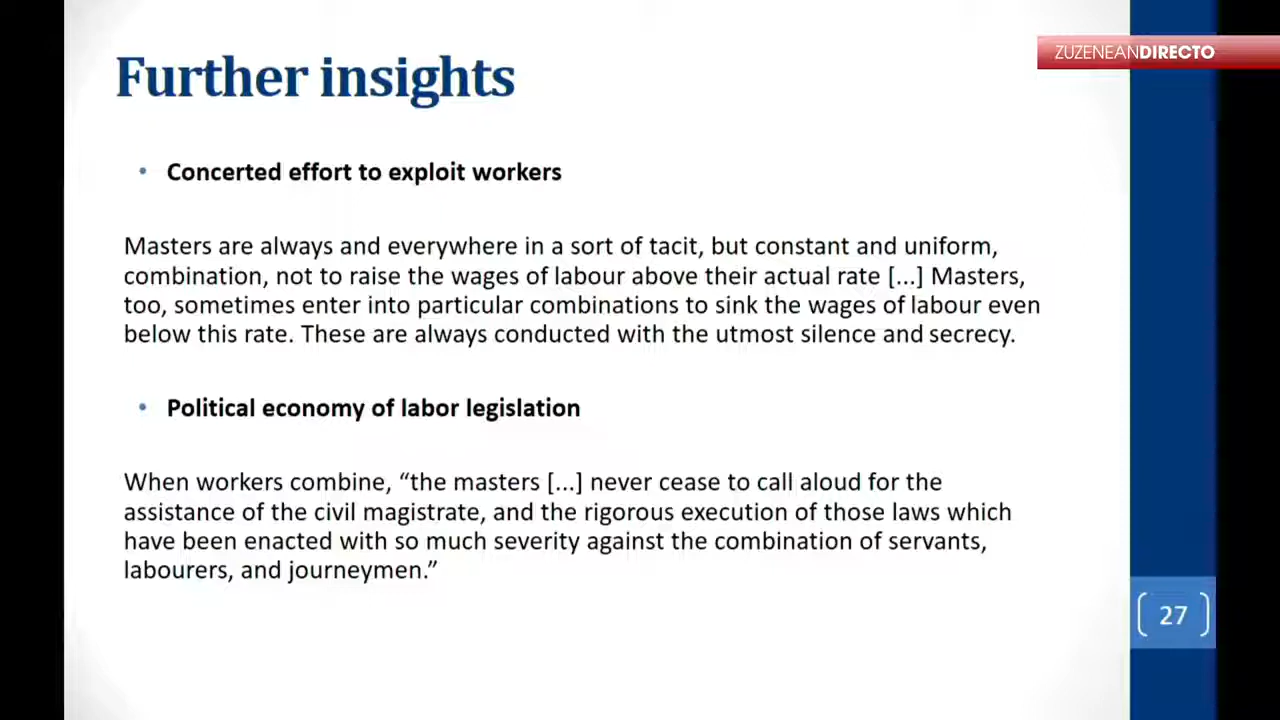 ZUZENEANDIRECTO
Further insights
• Concerted effort to exploit workers
Masters are always and everywhere in a sort of tacit, but constant and uniform,
combination, not to raise the wages of labour above their actual rate [...] Masters,
too, sometimes enter into particular combinations to sink the wages of labour even
below this rate. These are always conducted with the utmost silence and secrecy.
• Political economy of labor legislation
When workers combine, “the masters [...] never cease to call aloud for the
assistance of the civil magistrate, and the rigorous execution of those laws which
have been enacted with so much severity against the combination of servants,
labourers, and journeymen.”
27